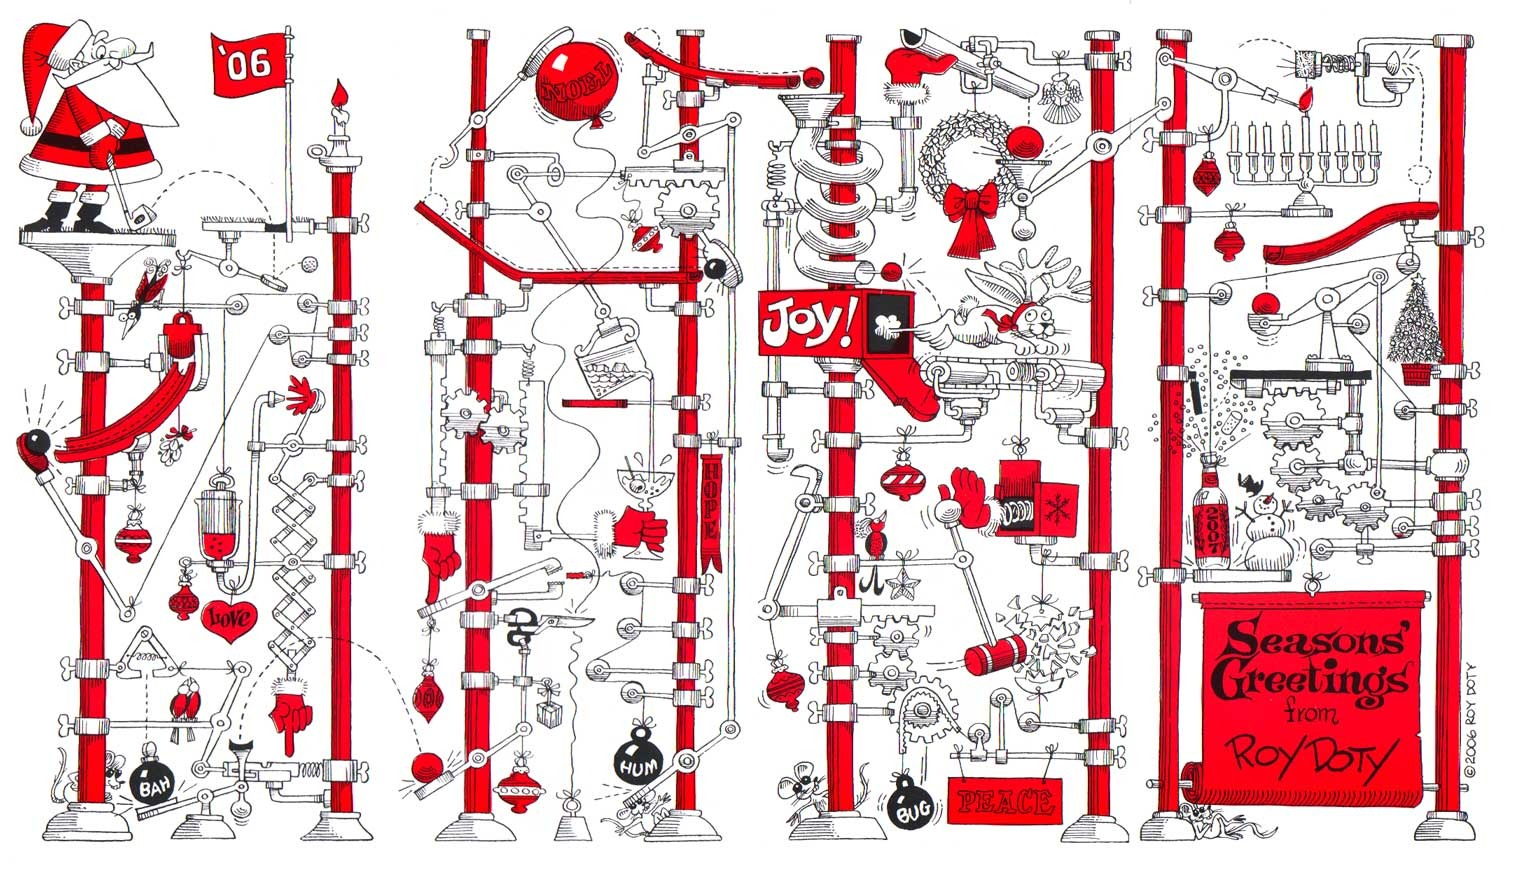 '06
Love
BAH
NOEL
HOPE
HUM
Joy!
BUG
PEACE
2007
Seasons'
Greetings
from
ROY DOTY
©2006 ROY DOTY